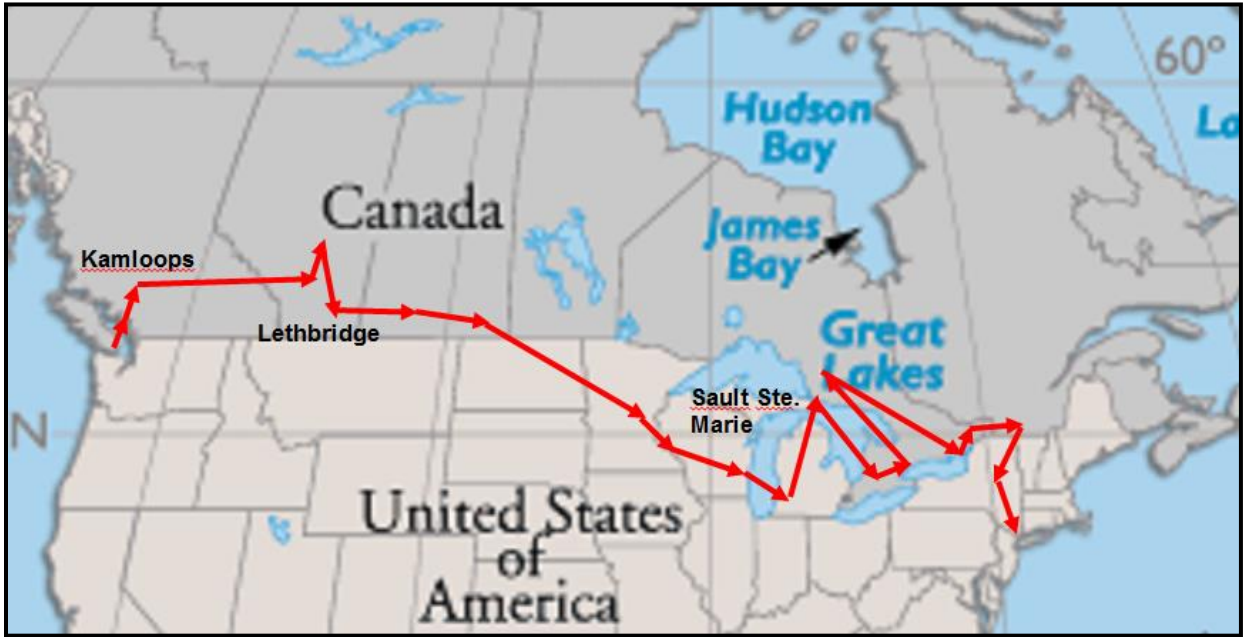 60°
Hudson
Bay
La
Canada
James
Bay
Kamloops
Lethbridge
Great
Lakes
Sault Ste.
Marie
N
United States
of
America